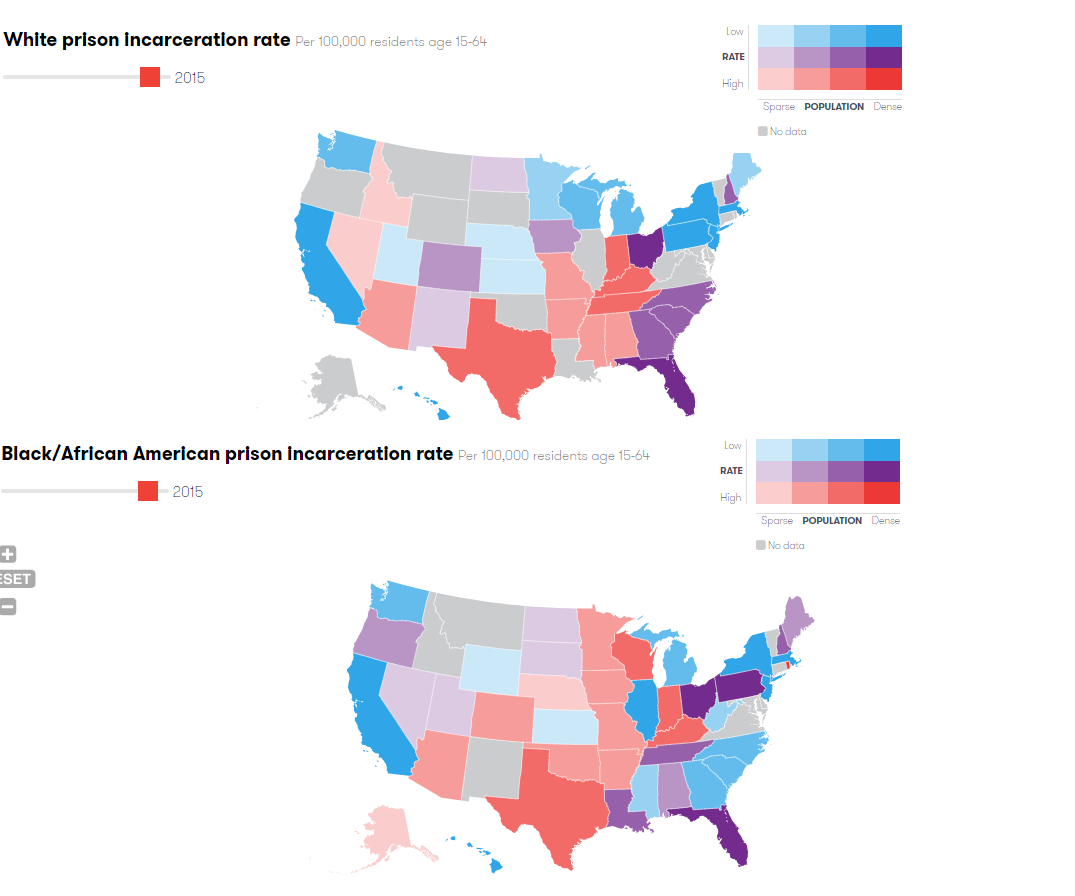 White prison incarceration rate Per 100,000 residents age 15-64
2015
Low
RATE
High
Sparse POPULATION Dense
No data
Black/African American prison incarceration rate Per 100,000 residents age 15-64
2015
Low
RATE
High
Sparse POPULATION Dense
No data
+
ESET
−